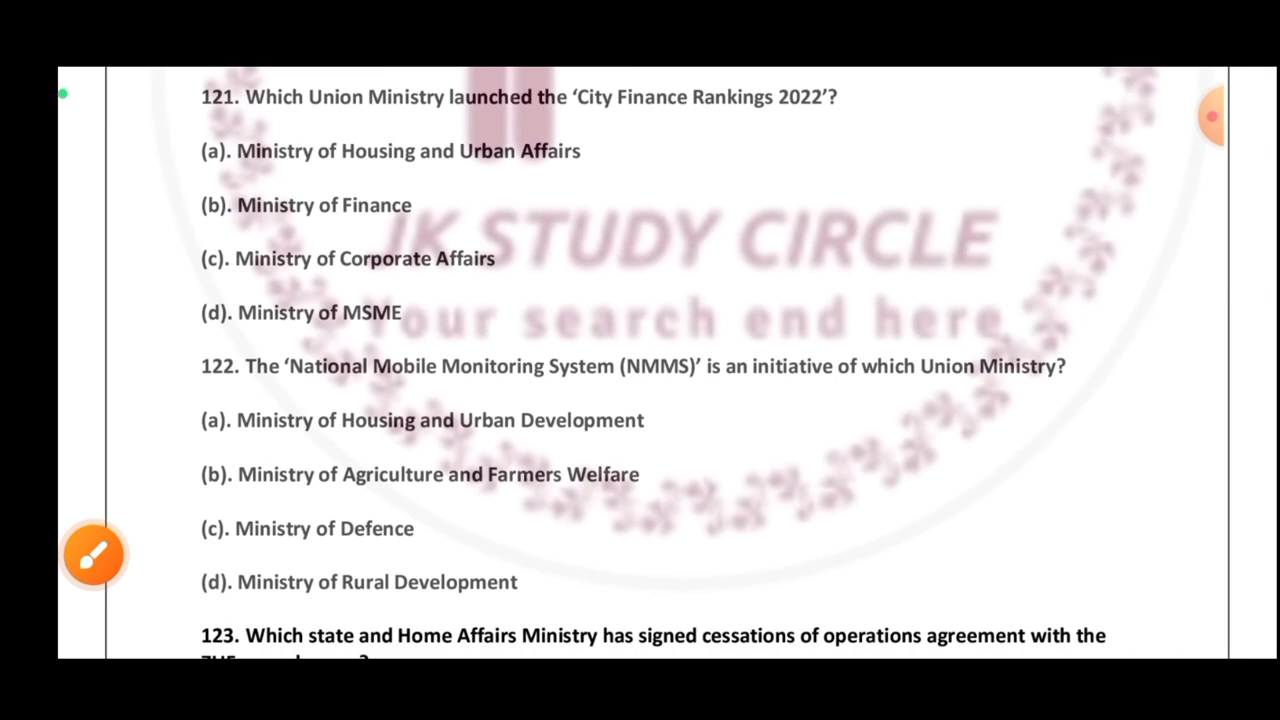 121. Which Union Ministry launched the ‘City Finance Rankings 2022’?
(a). Ministry of Housing and Urban Affairs
(b). Ministry of Finance
JK STUDY CIRCLE
(c). Ministry of Corporate Affairs
(d). Ministry of MSME
Your search end here
122. The ‘National Mobile Monitoring System (NMMS)’ is an initiative of which Union Ministry?
(a). Ministry of Housing and Urban Development
(b). Ministry of Agriculture and Farmers Welfare
(c). Ministry of Defence
(d). Ministry of Rural Development
123. Which state and Home Affairs Ministry has signed cessations of operations agreement with the